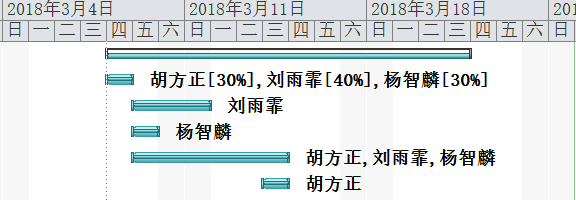 2018年3月4日 2018年3月11日 2018年3月18日 201
日 一 二 三 四 五 六 日 一 二 三 四 五 六 日 一 二 三 四 五 六 日
胡方正[30%],刘雨霏[40%],杨智麟[30%]
刘雨霏
杨智麟
胡方正,刘雨霏,杨智麟
胡方正